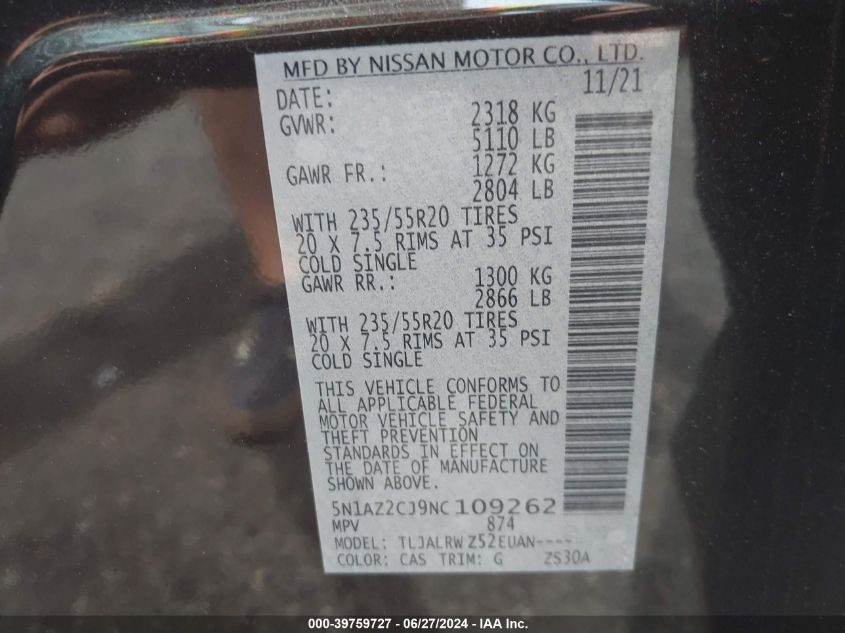 MFD BY NISSAN MOTOR CO., LTD.
DATE: 11/21
GVWR: 2318 KG
5110 LB
GAWR FR.: 1272 KG
2804 LB
WITH 235/55R20 TIRES
20 X 7.5 RIMS AT 35 PSI
COLD SINGLE
GAWR RR.: 1300 KG
2866 LB
WITH 235/55R20 TIRES
20 X 7.5 RIMS AT 35 PSI
COLD SINGLE
THIS VEHICLE CONFORMS TO
ALL APPLICABLE FEDERAL
MOTOR VEHICLE SAFETY AND
THEFT PREVENTION
STANDARDS IN EFFECT ON
THE DATE OF MANUFACTURE
SHOWN ABOVE.
5N1AZ2CJ9NC109262
MPV 874
MODEL: TLJALRWZ52EUAN----
COLOR: CAS TRIM: G ZS30A
000-39759727 - 06/27/2024 - IAA Inc.